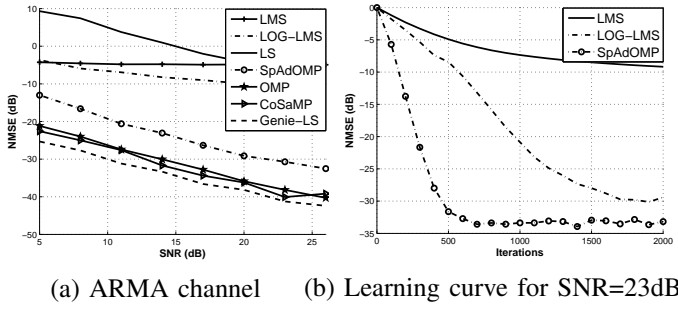 10
0
−10
−20
−30
−40
−50
5
10
15
20
25
NMSE (dB)
SNR (dB)
LMS
LOG−LMS
LS
SpAdOMP
OMP
CoSaMP
Genie−LS
0
−5
−10
−15
−20
−25
−30
−35
0
500
1000
1500
2000
NMSE (dB)
Iterations
LMS
LOG−LMS
SpAdOMP
(a) ARMA channel
(b) Learning curve for SNR=23dB